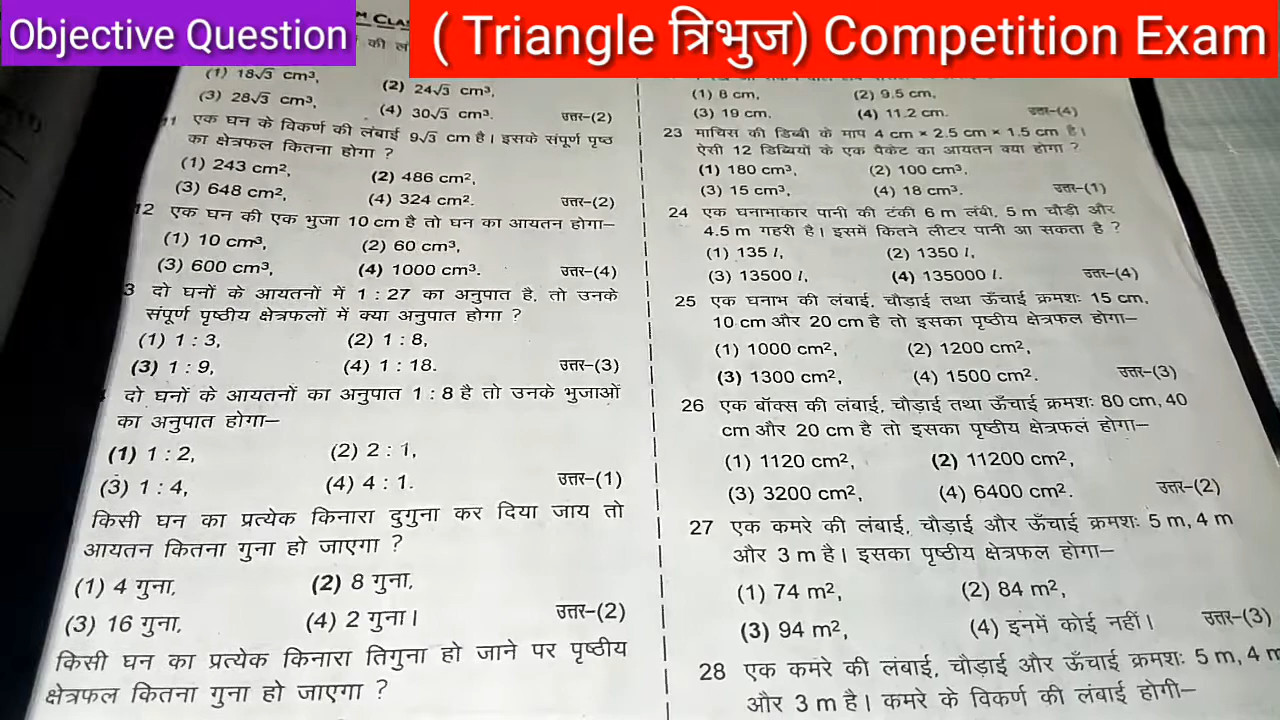 Objective Question
( Triangle त्रिभुज) Competition Exam
की
(1) 18√3 cm³,
(2) 24√3 cm³,
(3) 28√3 cm³,
(4) 30√3 cm³.
उत्तर–(2)
11 एक घन के विकर्ण की लंबाई 9√3 cm है। इसके संपूर्ण पृष्ठ
का क्षेत्रफल कितना होगा ?
(1) 243 cm²,
(2) 486 cm²,
(3) 648 cm²,
(4) 324 cm².
उत्तर–(2)
12 एक घन की एक भुजा 10 cm है तो घन का आयतन होगा–
(1) 10 cm³,
(2) 60 cm³,
(3) 600 cm³,
(4) 1000 cm³.
उत्तर–(4)
3 दो घनों के आयतनों में 1 : 27 का अनुपात है, तो उनके
संपूर्ण पृष्ठीय क्षेत्रफलों में क्या अनुपात होगा ?
(1) 1 : 3,
(2) 1 : 8,
(3) 1 : 9,
(4) 1 : 18.
उत्तर–(3)
दो घनों के आयतनों का अनुपात 1 : 8 है तो उनके भुजाओं
का अनुपात होगा–
(1) 1 : 2,
(2) 2 : 1,
(3) 1 : 4,
(4) 4 : 1.
उत्तर–(1)
किसी घन का प्रत्येक किनारा दुगुना कर दिया जाय तो
आयतन कितना गुना हो जाएगा ?
(1) 4 गुना,
(2) 8 गुना,
(3) 16 गुना,
(4) 2 गुना।
उत्तर–(2)
किसी घन का प्रत्येक किनारा तिगुना हो जाने पर पृष्ठीय
क्षेत्रफल कितना गुना हो जाएगा ?
(1) 8 cm,
(2) 9.5 cm,
(3) 19 cm,
(4) 11.2 cm.
उत्तर–(4)
23 माचिस की डिब्बी के माप 4 cm × 2.5 cm × 1.5 cm है।
ऐसी 12 डिब्बियों के एक पैकेट का आयतन क्या होगा ?
(1) 180 cm³,
(2) 100 cm³,
(3) 15 cm³,
(4) 18 cm³.
उत्तर–(1)
24 एक घनाभाकार पानी की टंकी 6 m लंबी, 5 m चौड़ी और
4.5 m गहरी है। इसमें कितने लीटर पानी आ सकता है ?
(1) 135 l,
(2) 1350 l,
(3) 13500 l,
(4) 135000 l.
उत्तर–(4)
25 एक घनाभ की लंबाई, चौड़ाई तथा ऊँचाई क्रमशः 15 cm,
10 cm और 20 cm है तो इसका पृष्ठीय क्षेत्रफल होगा–
(1) 1000 cm²,
(2) 1200 cm²,
(3) 1300 cm²,
(4) 1500 cm².
उत्तर–(3)
26 एक बॉक्स की लंबाई, चौड़ाई तथा ऊँचाई क्रमशः 80 cm, 40
cm और 20 cm है तो इसका पृष्ठीय क्षेत्रफल होगा–
(1) 1120 cm²,
(2) 11200 cm²,
(3) 3200 cm²,
(4) 6400 cm².
उत्तर–(2)
27 एक कमरे की लंबाई, चौड़ाई और ऊँचाई क्रमशः 5 m, 4 m
और 3 m है। इसका पृष्ठीय क्षेत्रफल होगा–
(1) 74 m²,
(2) 84 m²,
(3) 94 m²,
(4) इनमें कोई नहीं।
उत्तर–(3)
28 एक कमरे की लंबाई, चौड़ाई और ऊँचाई क्रमशः 5 m, 4 m
और 3 m है। कमरे के विकर्ण की लंबाई होगी–